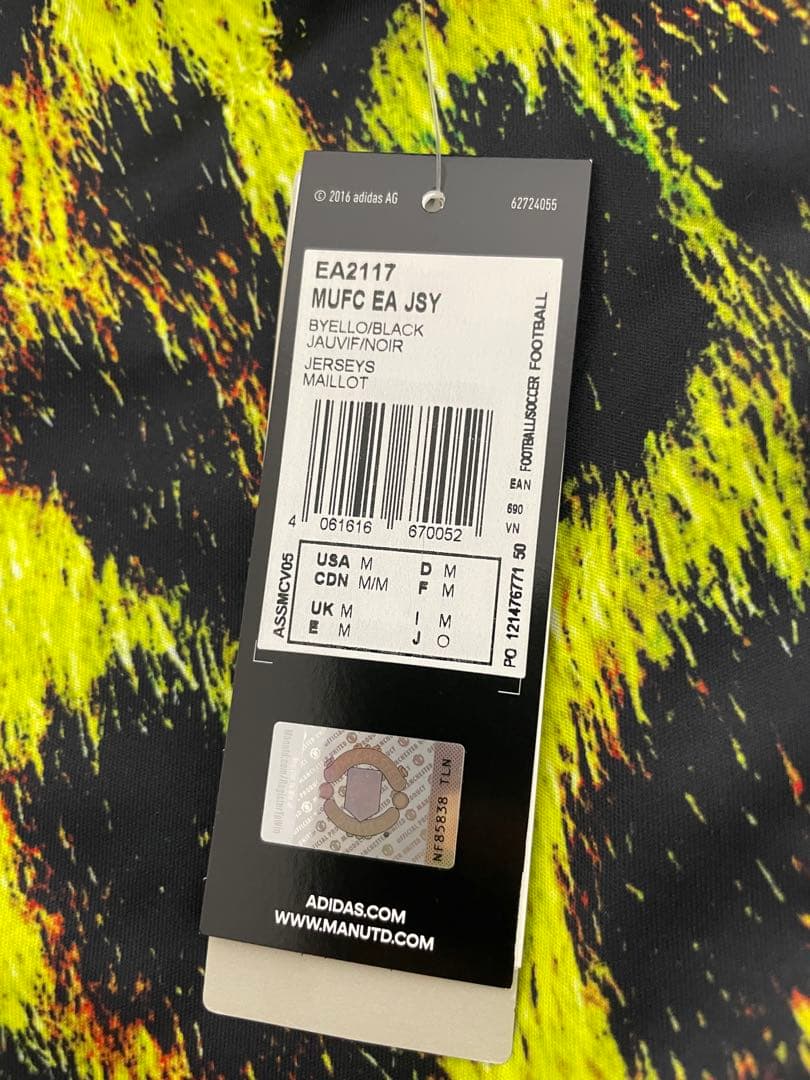 © 2016 adidas AG
62724055
EA2117
MUFC EA JSY
BYELLO/BLACK
JAUVIF/NOIR
JERSEYS
MAILLOT
4 061616 670052
FOOTBALL/SOCCER FOOTBALL
EAN
690
VN
PO 121476771 50
ASSMCV05
USA M D M
CDN M/M F M
UK M I M
E M J O
NF85838 TLN
ADIDAS.COM
WWW.MANUTD.COM